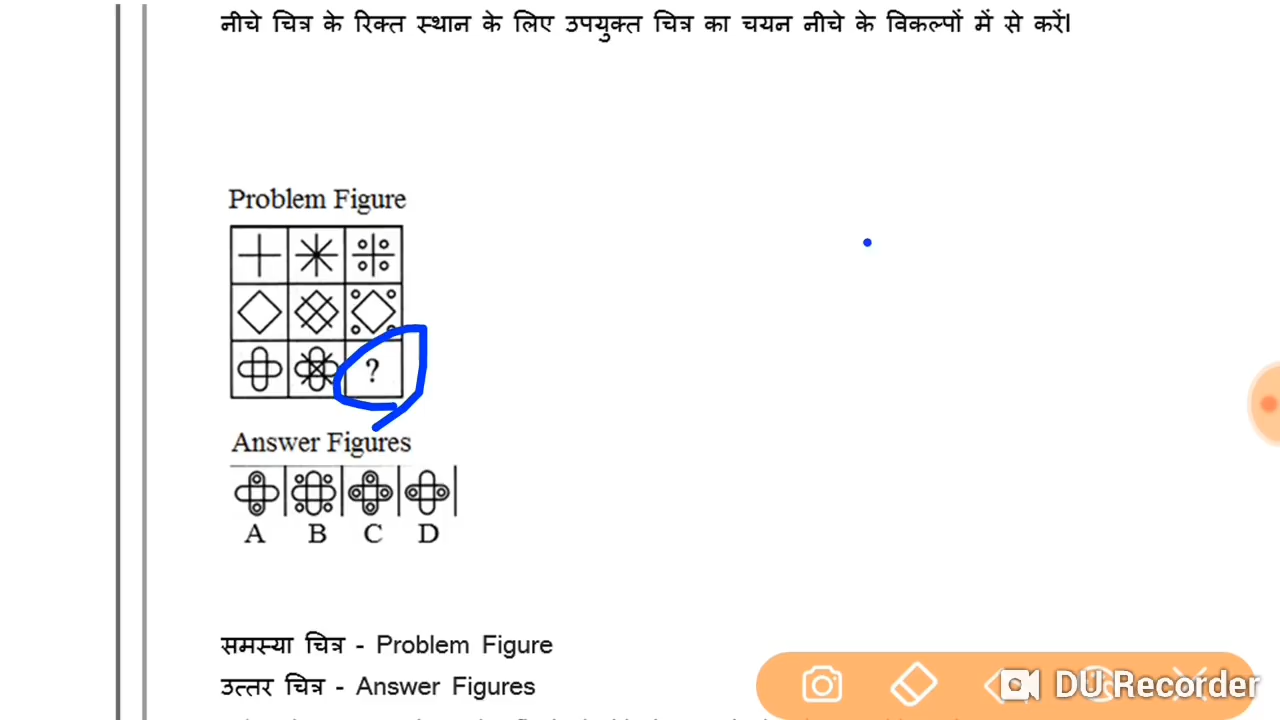 नीचे चित्र के रिक्त स्थान के लिए उपयुक्त चित्र का चयन नीचे के विकल्पों में से करें।
Problem Figure
?
Answer Figures
A B C D
समस्या चित्र - Problem Figure
उत्तर चित्र - Answer Figures
DU Recorder